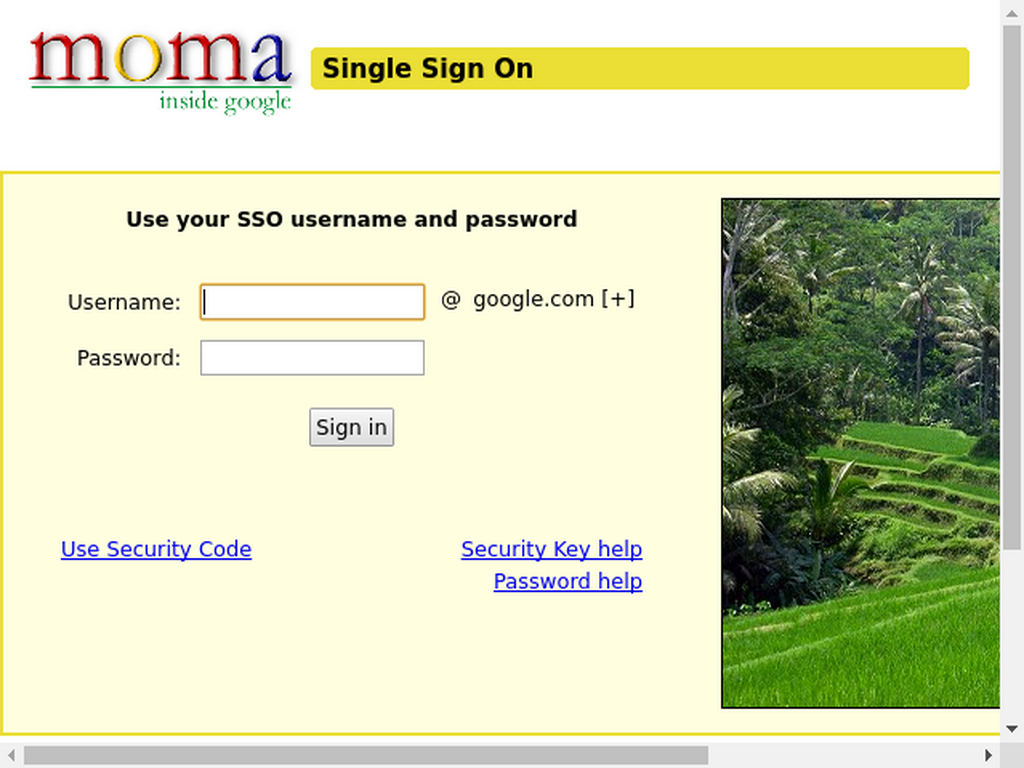 moma
inside google
Single Sign On
Use your SSO username and password
Username: @ google.com [+]
Password:
Sign in
Use Security Code Security Key help
Password help